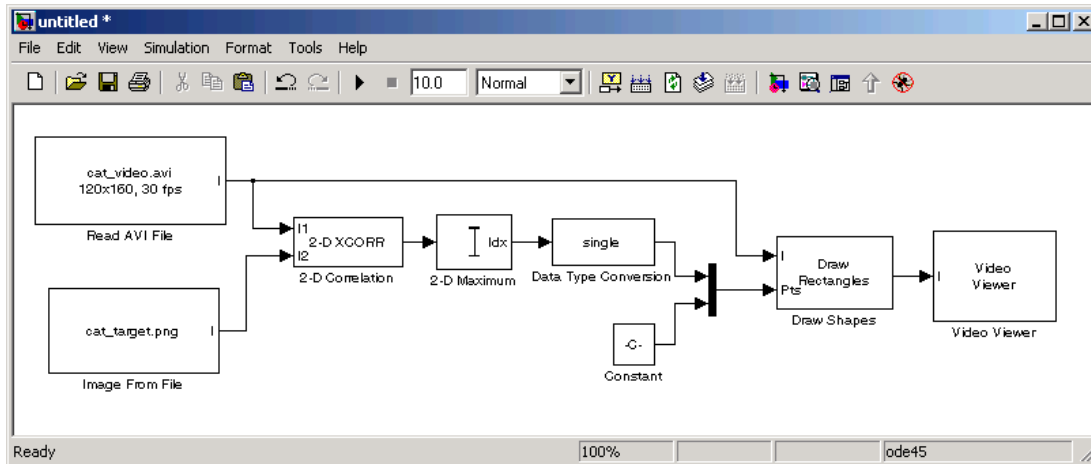 untitled *
File Edit View Simulation Format Tools Help
10.0 Normal
cat_video.avi
120x160, 30 fps
I
Read AVI File
I1
2-D XCORR
I2
2-D Correlation
Idx
2-D Maximum
single
Data Type Conversion
I
Draw
Rectangles
Pts
Draw Shapes
I
Video
Viewer
Video Viewer
cat_target.png
I
Image From File
-C-
Constant
Ready 100% ode45